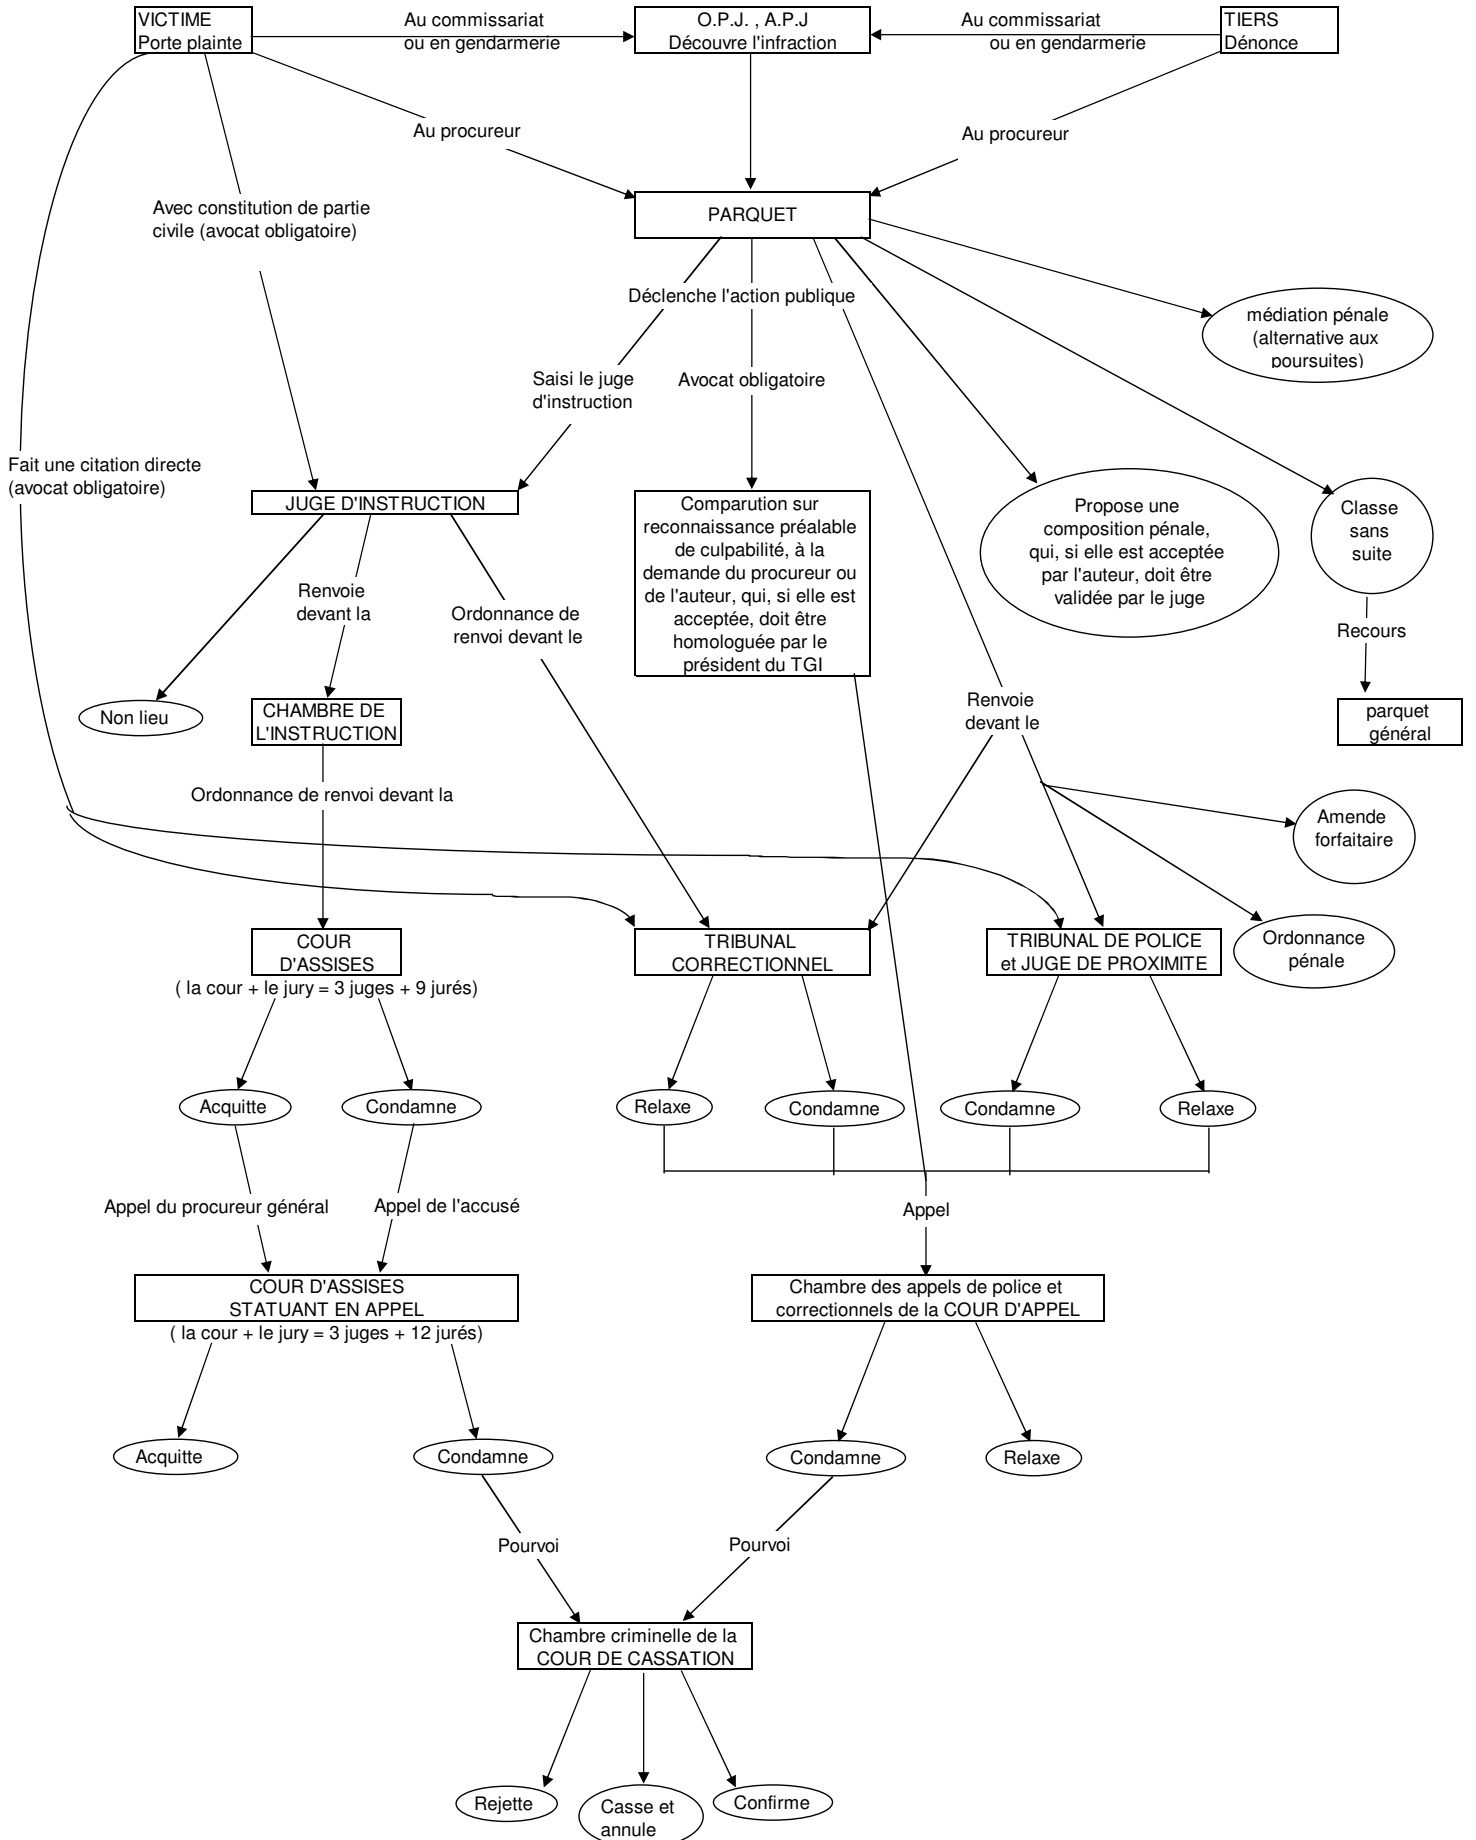 VICTIME
Porte plainte
Au commissariat
ou en gendarmerie
O.P.J. , A.P.J
Découvre l'infraction
Au commissariat
ou en gendarmerie
TIERS
Dénonce
Au procureur
Au procureur
Avec constitution de partie
civile (avocat obligatoire)
PARQUET
Déclenche l'action publique
médiation pénale
(alternative aux
poursuites)
Saisi le juge
d'instruction
Avocat obligatoire
Fait une citation directe
(avocat obligatoire)
JUGE D'INSTRUCTION
Comparution sur
reconnaissance préalable
de culpabilité, à la
demande du procureur ou
de l'auteur, qui, si elle est
acceptée, doit être
homologuée par le
président du TGI
Propose une
composition pénale,
qui, si elle est acceptée
par l'auteur, doit être
validée par le juge
Classe
sans
suite
Renvoie
devant la
Ordonnance de
renvoi devant le
Recours
Non lieu
CHAMBRE DE
L'INSTRUCTION
Renvoie
devant le
parquet
général
Ordonnance de renvoi devant la
Amende
forfaitaire
COUR
D'ASSISES
( la cour + le jury = 3 juges + 9 jurés)
TRIBUNAL
CORRECTIONNEL
TRIBUNAL DE POLICE
et JUGE DE PROXIMITE
Ordonnance
pénale
Acquitte
Condamne
Relaxe
Condamne
Condamne
Relaxe
Appel du procureur général
Appel de l'accusé
Appel
COUR D'ASSISES
STATUANT EN APPEL
( la cour + le jury = 3 juges + 12 jurés)
Chambre des appels de police et
correctionnels de la COUR D'APPEL
Acquitte
Condamne
Condamne
Relaxe
Pourvoi
Pourvoi
Chambre criminelle de la
COUR DE CASSATION
Rejette
Casse et
annule
Confirme